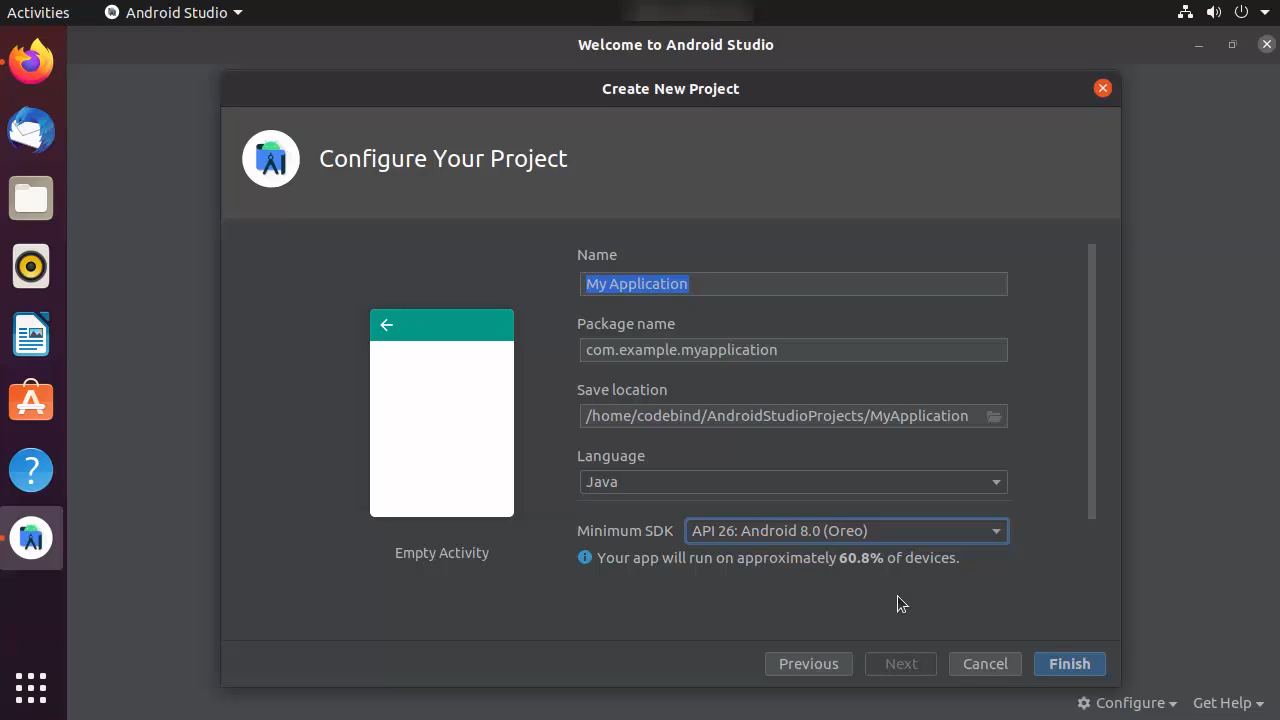 Activities
Android Studio
Welcome to Android Studio
Create New Project
Configure Your Project
Name
My Application
Package name
com.example.myapplication
Save location
/home/codebind/AndroidStudioProjects/MyApplication
Language
Java
Minimum SDK
API 26: Android 8.0 (Oreo)
Your app will run on approximately 60.8% of devices.
Empty Activity
Previous
Next
Cancel
Finish
Configure
Get Help